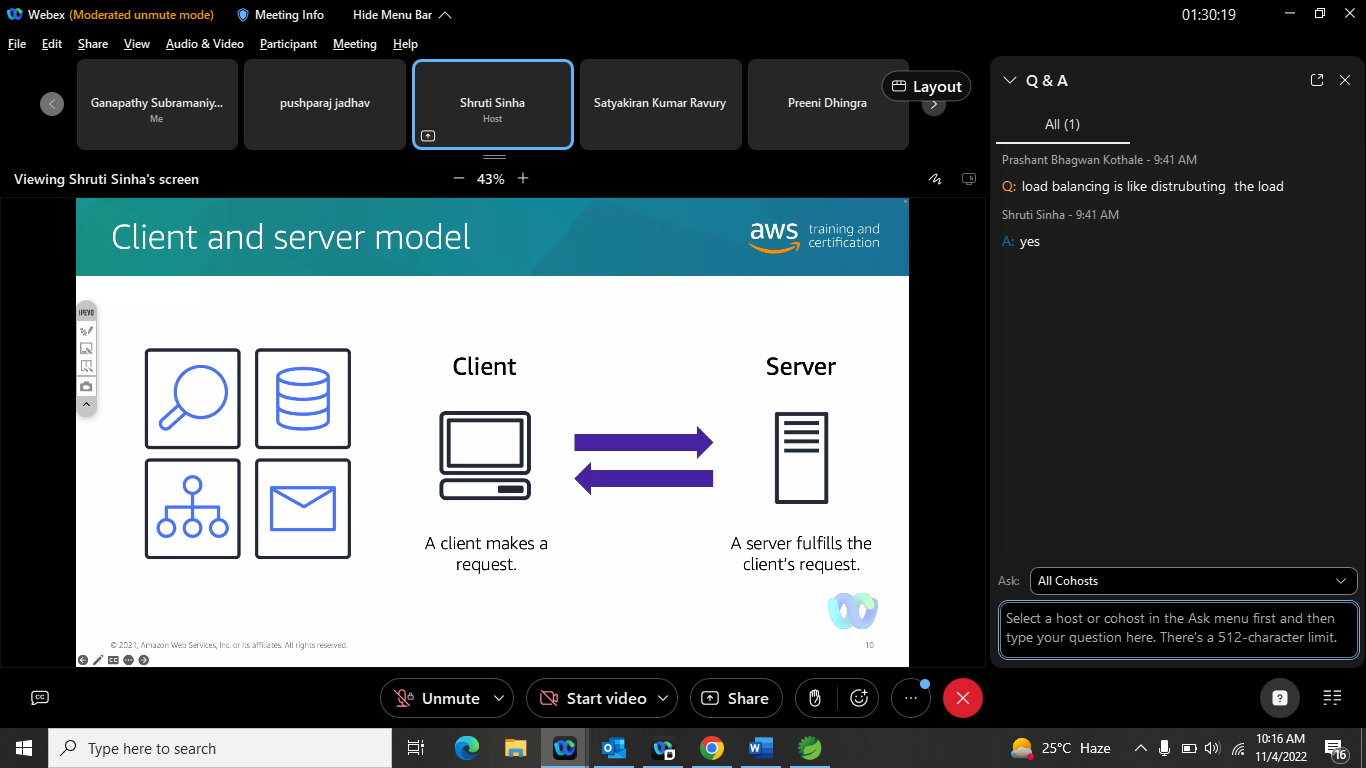 Webex (Moderated unmute mode) Meeting Info Hide Menu Bar 01:30:19
File Edit Share View Audio & Video Participant Meeting Help
Ganapathy Subramaniy...
Me
pushparaj jadhav
Shruti Sinha
Host
Satyakiran Kumar Ravury
Preeni Dhingra
Layout
Viewing Shruti Sinha's screen
43%
Client and server model
aws training and
certification
IPEVO
Client
Server
A client makes a
request.
A server fulfills the
client's request.
© 2021, Amazon Web Services, Inc. or its affiliates. All rights reserved.
10
CC
Q & A
All (1)
Prashant Bhagwan Kothale - 9:41 AM
Q: load balancing is like distrubuting the load
Shruti Sinha - 9:41 AM
A: yes
Ask: All Cohosts
Select a host or cohost in the Ask menu first and then
type your question here. There's a 512-character limit.
CC
Unmute
Start video
Share
?
Type here to search
25°C Haze
10:16 AM
11/4/2022
16